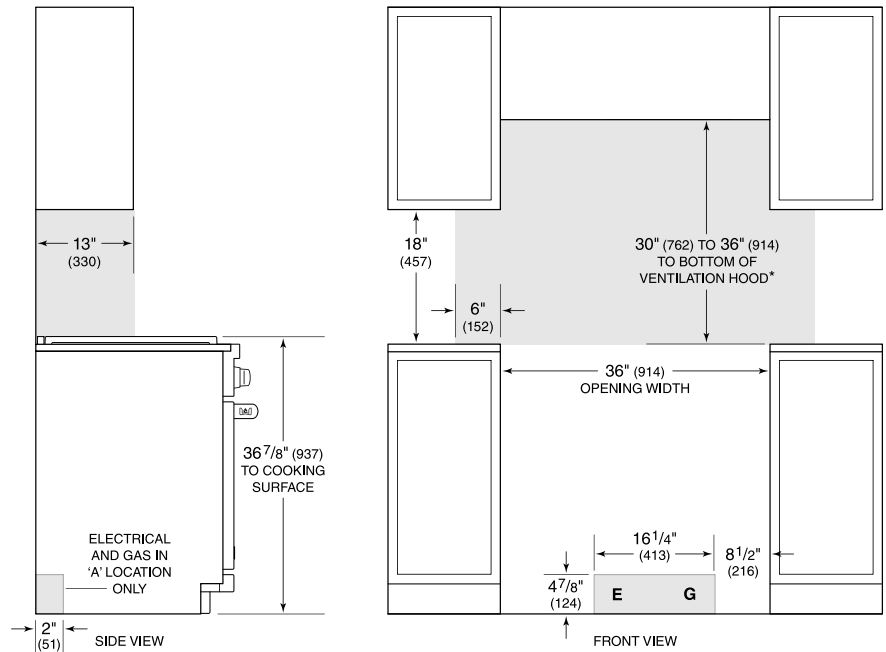 13"
(330)
36 7/8" (937)
TO COOKING
SURFACE
ELECTRICAL
AND GAS IN
‘A’ LOCATION
ONLY
2"
(51)
SIDE VIEW
18"
(457)
30" (762) TO 36" (914)
TO BOTTOM OF
VENTILATION HOOD*
6"
(152)
36" (914)
OPENING WIDTH
16 1/4"
(413)
8 1/2"
(216)
4 7/8"
(124)
E G
FRONT VIEW